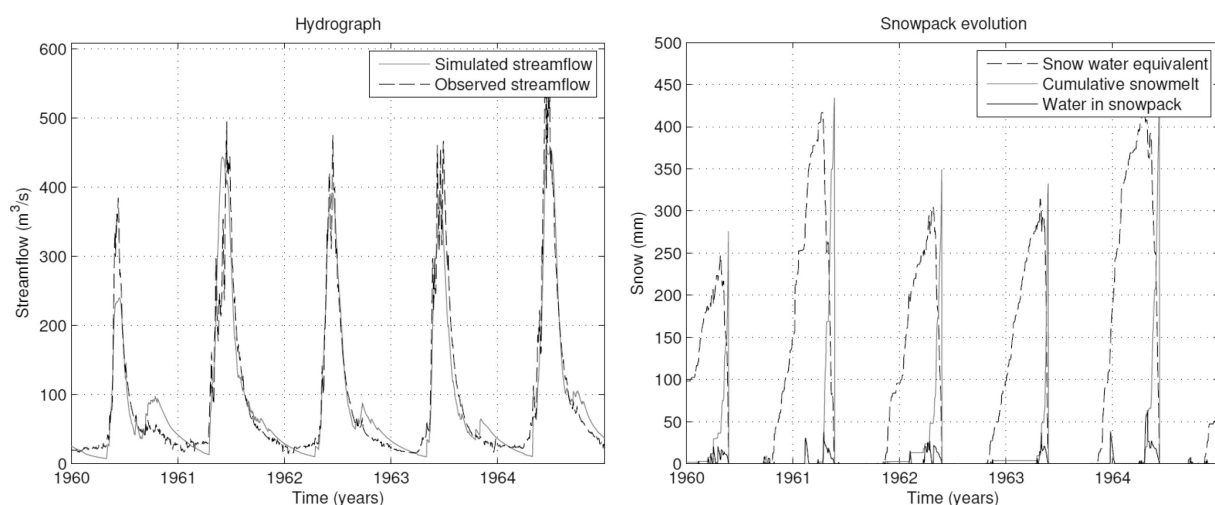 Hydrograph
600
500
400
300
200
100
0
Streamflow (m³/s)
Simulated streamflow
Observed streamflow
1960 1961 1962 1963 1964
Time (years)
Snowpack evolution
500
450
400
350
300
250
200
150
100
50
0
Snow (mm)
Snow water equivalent
Cumulative snowmelt
Water in snowpack
1960 1961 1962 1963 1964
Time (years)